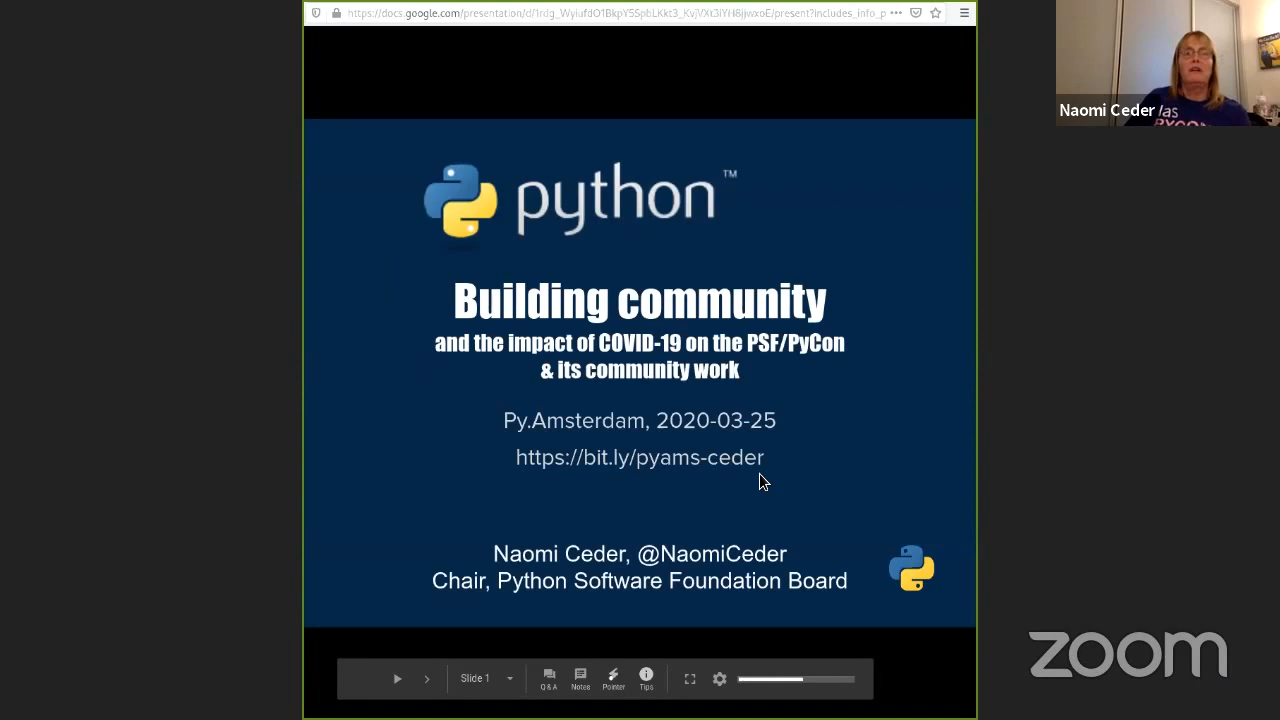 python™
Building community
and the impact of COVID-19 on the PSF/PyCon
& its community work
Py.Amsterdam, 2020-03-25
https://bit.ly/pyams-ceder
Naomi Ceder, @NaomiCeder
Chair, Python Software Foundation Board
Slide 1
Q & A
Notes
Pointer
Tips
Naomi Ceder
zoom